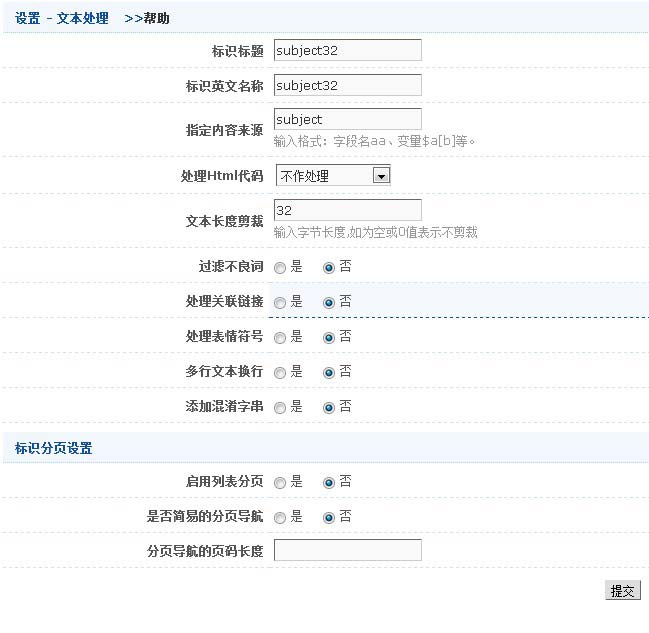 设置 - 文本处理 >>帮助
标识标题 subject32
标识英文名称 subject32
指定内容来源 subject
输入格式：字段名aa、变量$a[b]等。
处理Html代码 不作处理
文本长度剪裁 32
输入字节长度,如为空或0值表示不剪裁
过滤不良词 是 否
处理关联链接 是 否
处理表情符号 是 否
多行文本换行 是 否
添加混淆字串 是 否
标识分页设置
启用列表分页 是 否
是否简易的分页导航 是 否
分页导航的页码长度
提交